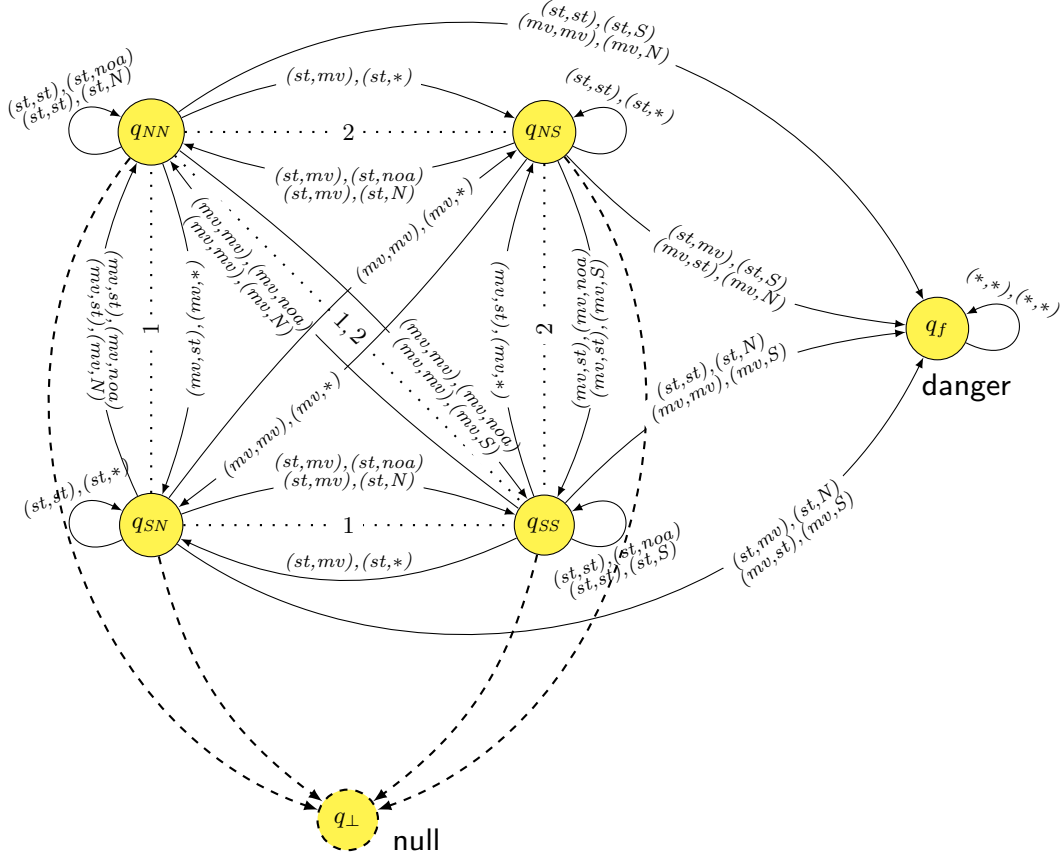 (st,st),(st,S)
(mv,mv),(mv,N)
(st,st),(st,noa)
(st,st),(st,N)
(st,mv),(st,*)
(st,st),(st,*)
q_NN
2
q_NS
(st,mv),(st,noa)
(st,mv),(st,N)
(mv,mv),(mv,*)
(mv,mv),(mv,noa)
(mv,mv),(mv,N)
(st,mv),(st,S)
(mv,st),(mv,N)
(*,*),(*,*)
(mv,st),(mv,noa)
(mv,st),(mv,N)
1
(mv,st),(mv,*)
1,2
(mv,st),(mv,*
2
(mv,st),(mv,noa)
(mv,st),(mv,S)
q_f
danger
(mv,mv),(mv,noa)
(mv,mv),(mv,S)
(st,st),(st,N)
(mv,mv),(mv,S)
(mv,mv),(mv,*)
(st,st),(st,*)
(st,mv),(st,noa)
(st,mv),(st,N)
q_SN
1
q_SS
(st,mv),(st,*)
(st,st),(st,noa)
(st,st),(st,S)
(st,mv),(st,N)
(mv,st),(mv,S)
q_⊥
null